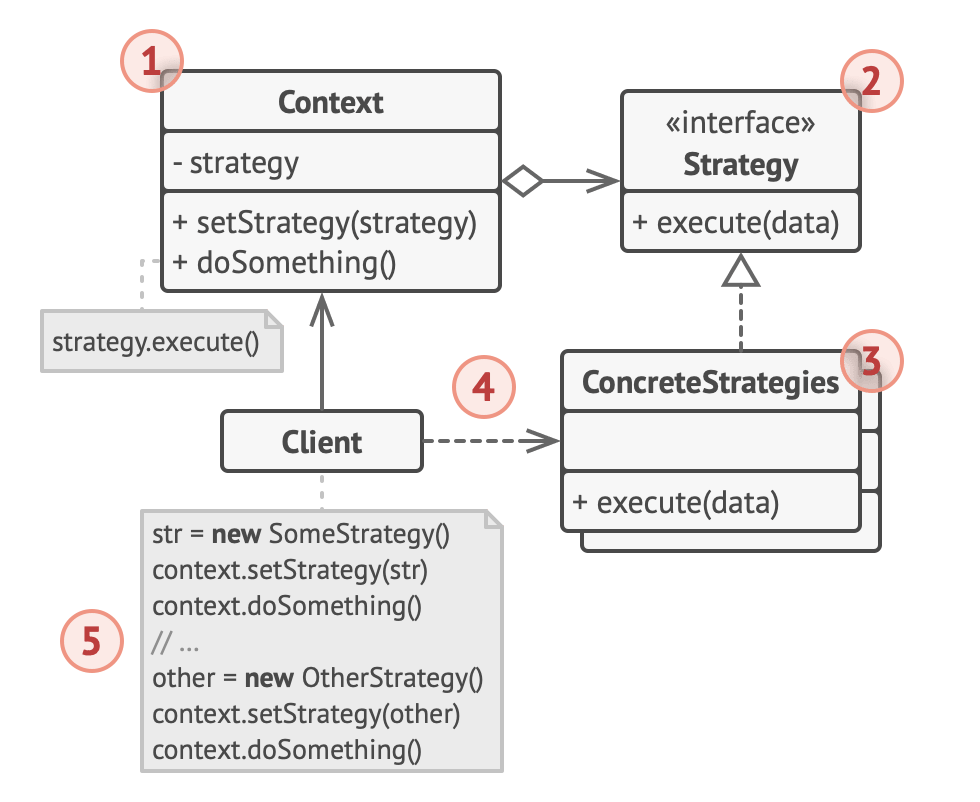 1
Context
- strategy
+ setStrategy(strategy)
+ doSomething()
2
«interface»
Strategy
+ execute(data)
strategy.execute()
3
ConcreteStrategies
+ execute(data)
4
Client
5
str = new SomeStrategy()
context.setStrategy(str)
context.doSomething()
// ...
other = new OtherStrategy()
context.setStrategy(other)
context.doSomething()